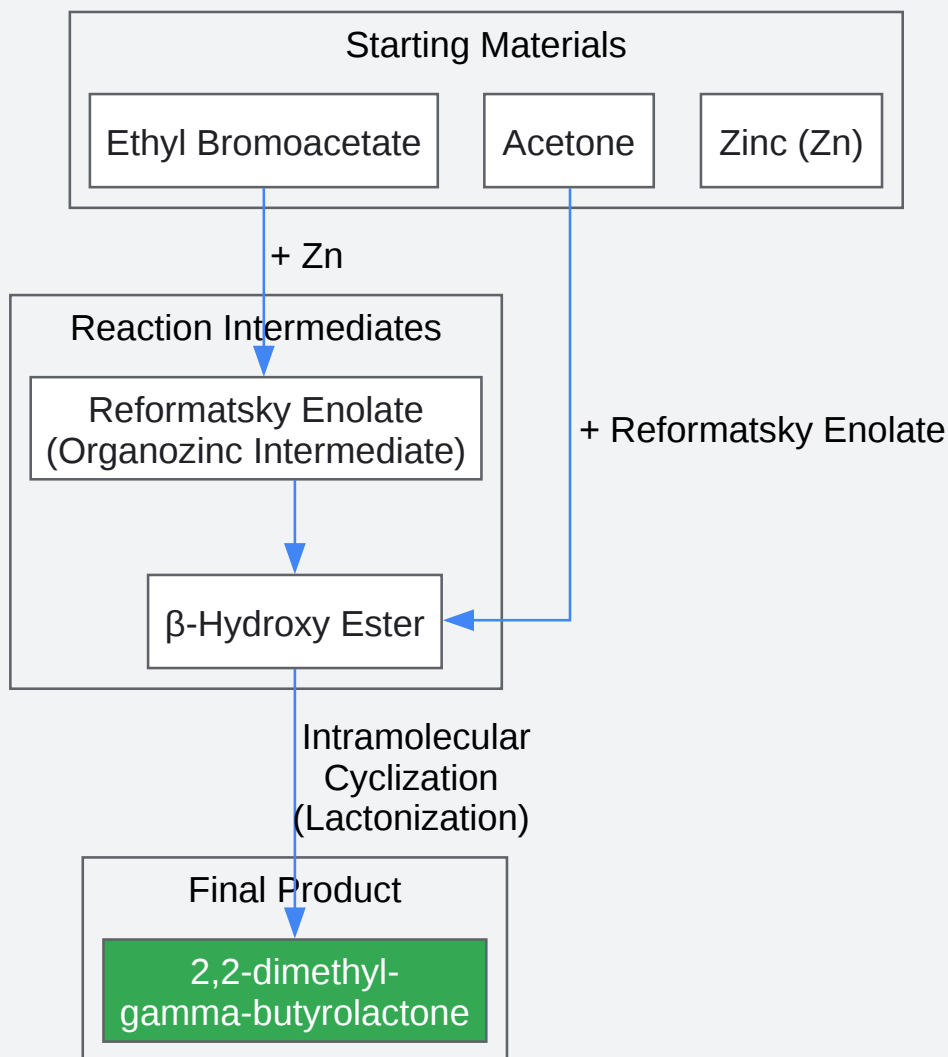 Starting Materials
Ethyl Bromoacetate
Acetone
Zinc (Zn)
+ Zn
Reaction Intermediates
Reformatsky Enolate
(Organozinc Intermediate)
+ Reformatsky Enolate
β-Hydroxy Ester
Intramolecular
Cyclization
(Lactonization)
Final Product
2,2-dimethyl-
gamma-butyrolactone